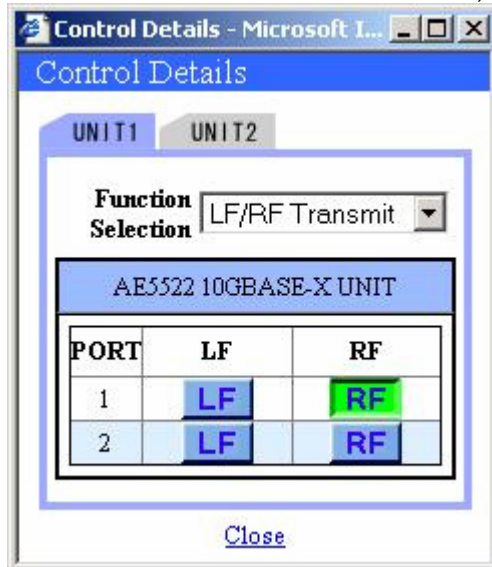 Control Details - Microsoft I...
Control Details
UNIT1 UNIT2
Function Selection LF/RF Transmit
AE5522 10GBASE-X UNIT
PORT LF RF
1 LF RF
2 LF RF
Close